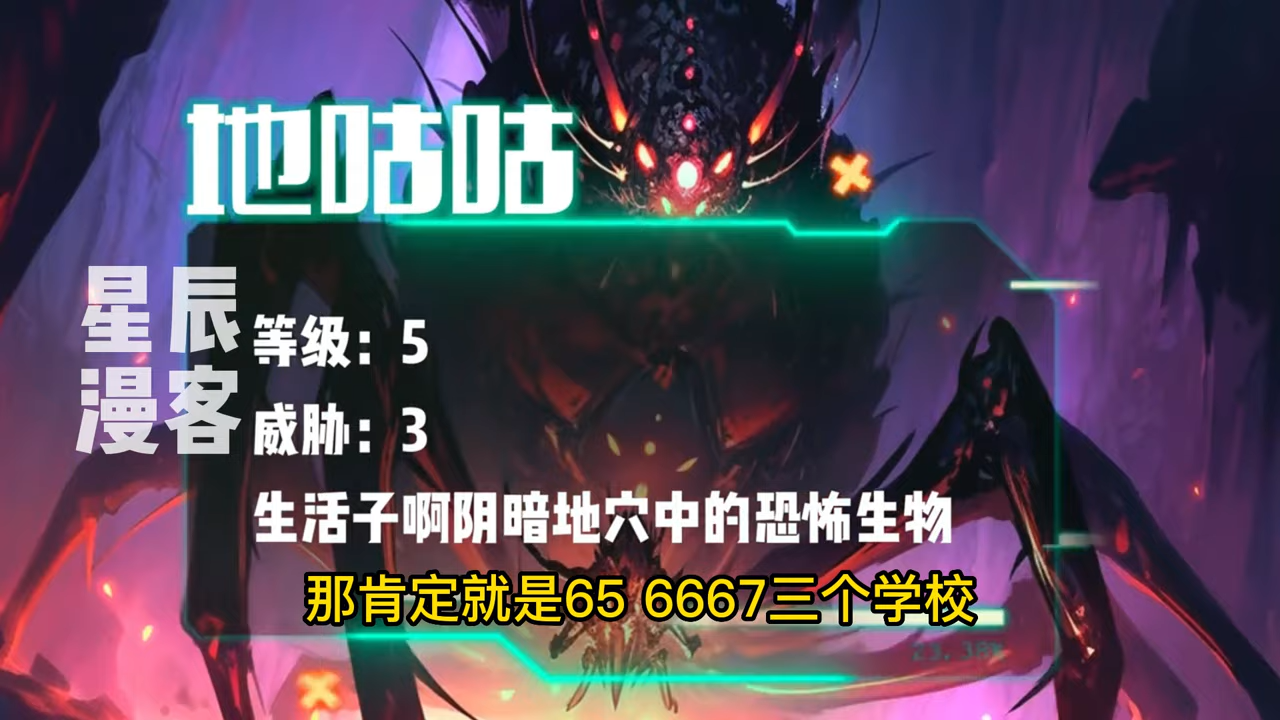 地咕咕
星辰
漫客
等级：5
威胁：3
生活子啊阴暗地穴中的恐怖生物
那肯定就是65 6667三个学校
23.38%